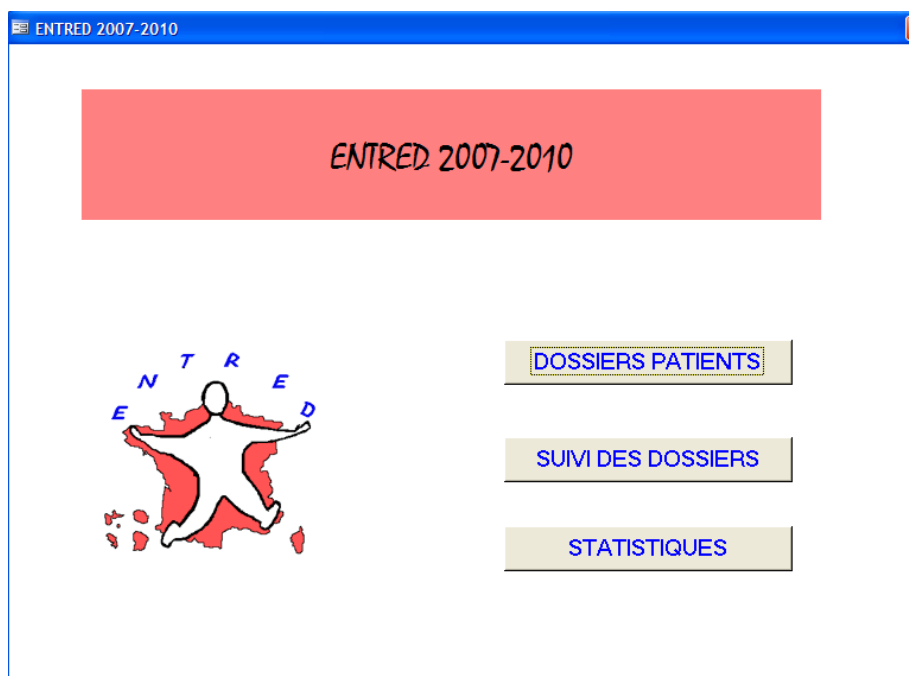 ENTRED 2007-2010
ENTRED 2007-2010
ENTRED
DOSSIERS PATIENTS
SUIVI DES DOSSIERS
STATISTIQUES